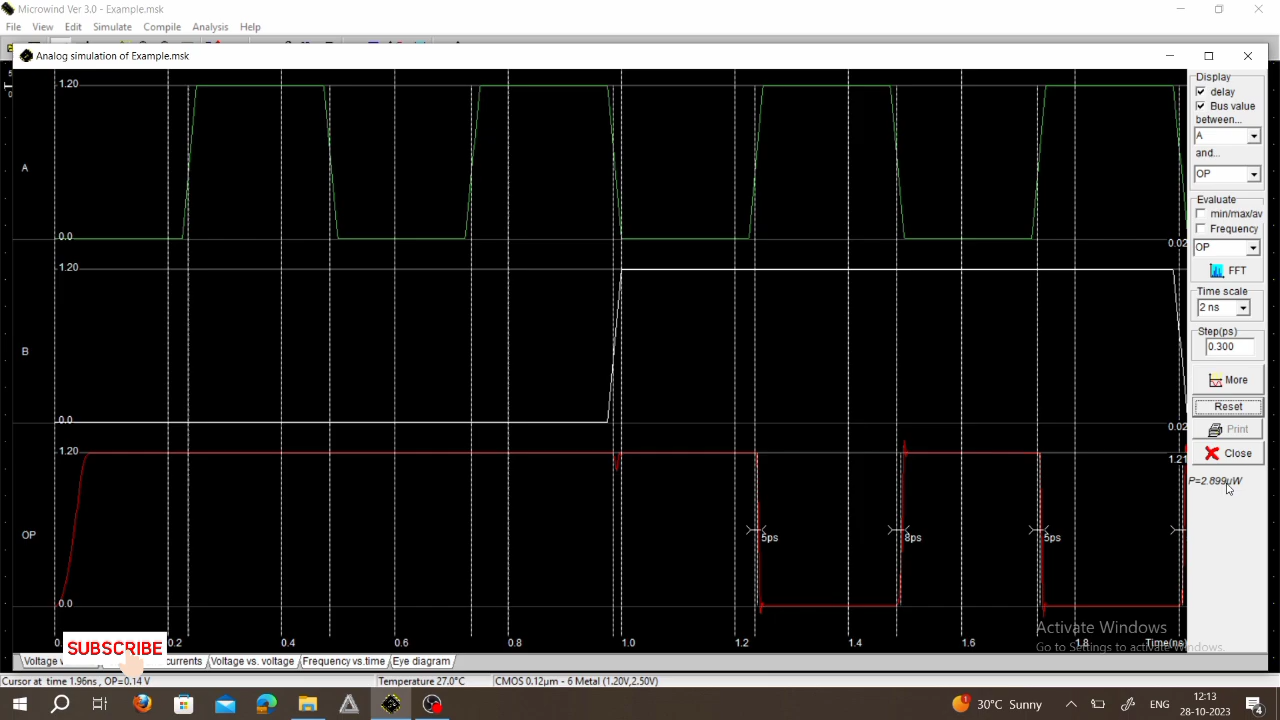 Microwind Ver 3.0 - Example.msk
File View Edit Simulate Compile Analysis Help
Analog simulation of Example.msk
Display
delay
Bus value
between...
A
and...
OP
Evaluate
min/max/av
Frequency
OP
FFT
Time scale
2 ns
Step(ps)
0.300
More
Reset
Print
Close
P=2.899uW
1.20
A
0.0
0.02
1.20
B
0.0
0.02
1.20
1.21
OP
5ps 8ps 5ps
0.0
0.2 0.4 0.6 0.8 1.0 1.2 1.4 1.6 1.8 Time(ns)
SUBSCRIBE
Activate Windows
Go to Settings to activate Windows.
Voltage currents Voltage vs. voltage Frequency vs.time Eye diagram
Cursor at time 1.96ns, OP=0.14 V Temperature 27.0°C CMOS 0.12µm - 6 Metal (1.20V,2.50V)
30°C Sunny ENG 12:13
28-10-2023
4